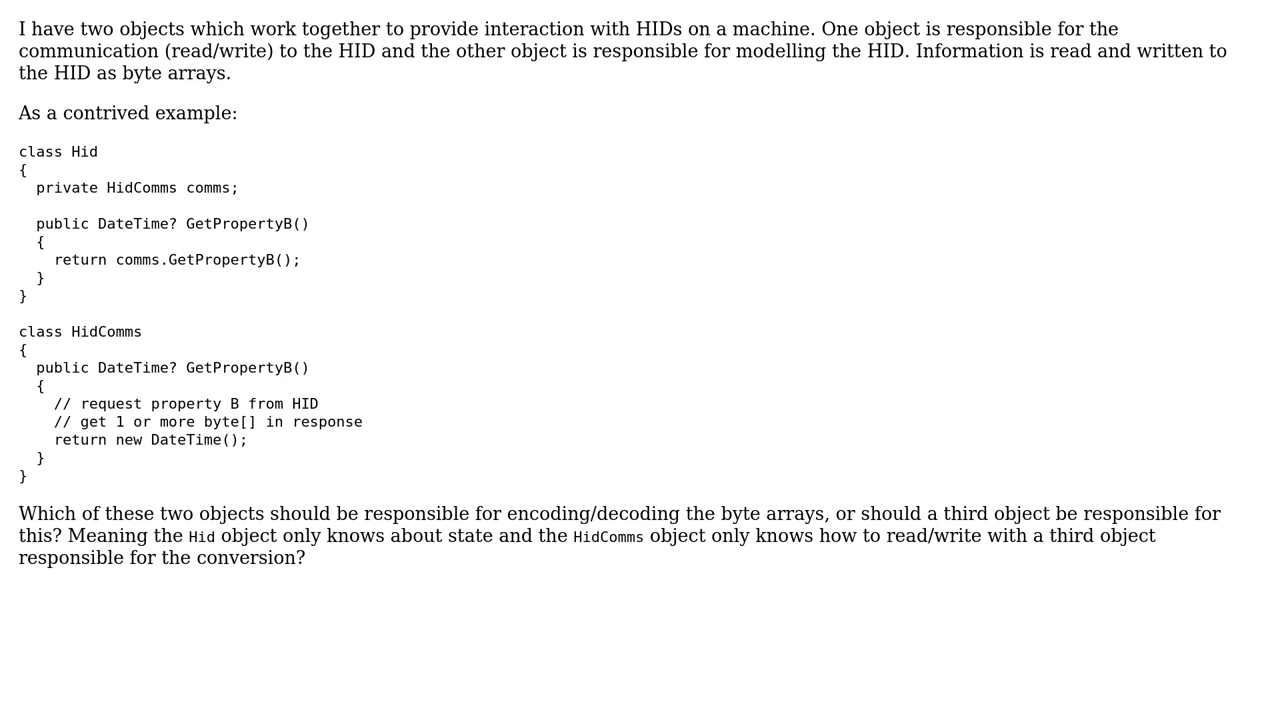 I have two objects which work together to provide interaction with HIDs on a machine. One object is responsible for the
communication (read/write) to the HID and the other object is responsible for modelling the HID. Information is read and written to
the HID as byte arrays.
As a contrived example:
class Hid
{
  private HidComms comms;
  public DateTime? GetPropertyB()
  {
    return comms.GetPropertyB();
  }
}
class HidComms
{
  public DateTime? GetPropertyB()
  {
    // request property B from HID
    // get 1 or more byte[] in response
    return new DateTime();
  }
}
Which of these two objects should be responsible for encoding/decoding the byte arrays, or should a third object be responsible for
this? Meaning the Hid object only knows about state and the HidComms object only knows how to read/write with a third object
responsible for the conversion?